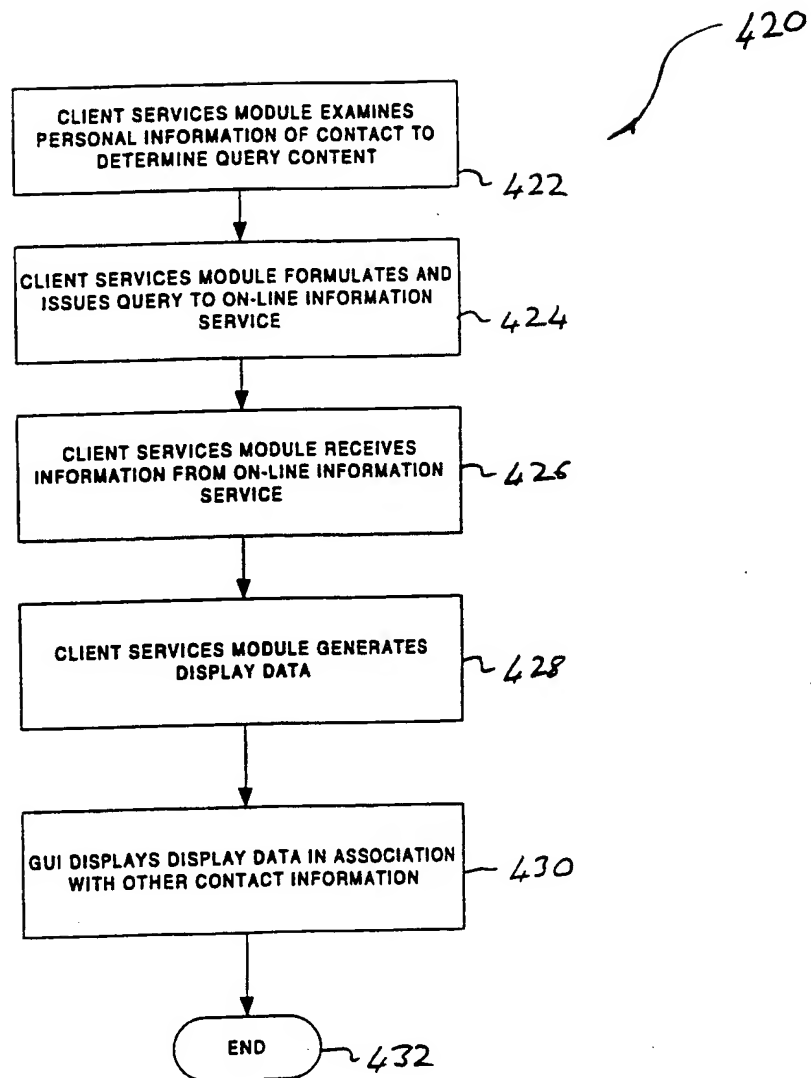 420
CLIENT SERVICES MODULE EXAMINES
PERSONAL INFORMATION OF CONTACT TO
DETERMINE QUERY CONTENT
422
CLIENT SERVICES MODULE FORMULATES AND
ISSUES QUERY TO ON-LINE INFORMATION
SERVICE
424
CLIENT SERVICES MODULE RECEIVES
INFORMATION FROM ON-LINE INFORMATION
SERVICE
426
CLIENT SERVICES MODULE GENERATES
DISPLAY DATA
428
GUI DISPLAYS DISPLAY DATA IN ASSOCIATION
WITH OTHER CONTACT INFORMATION
430
END
432